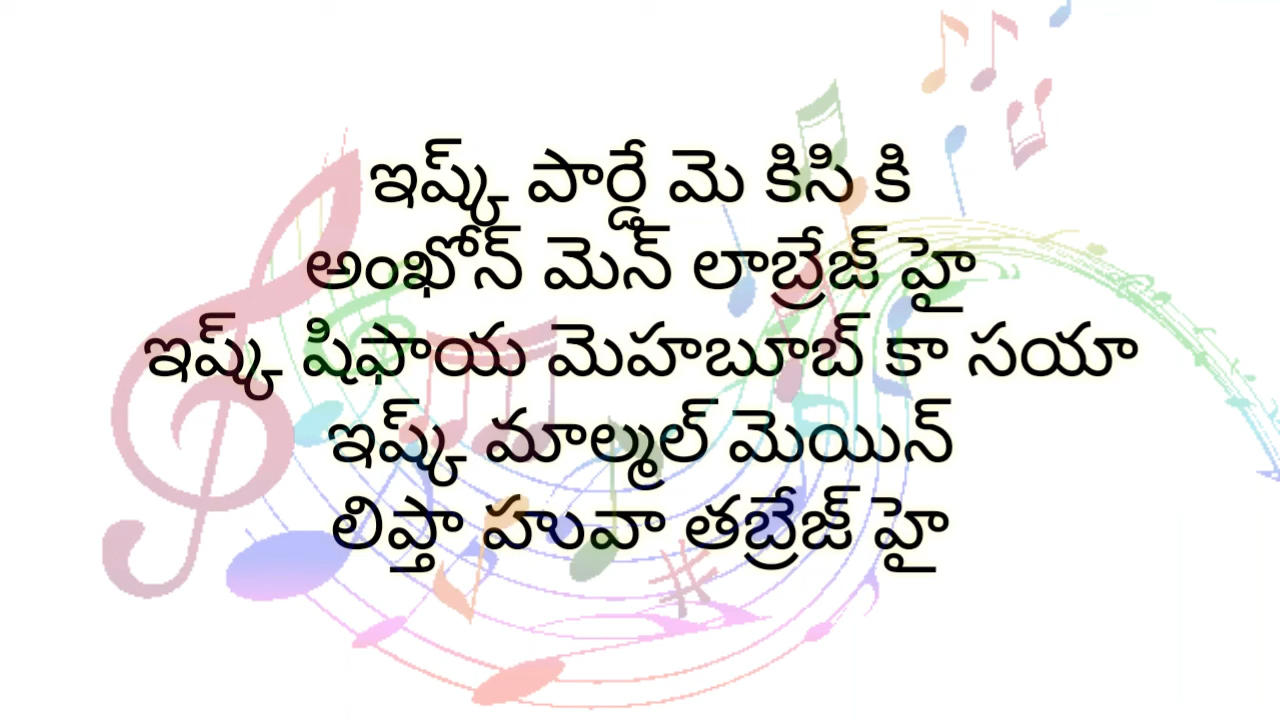 ఇష్క్ పార్డే మె కిసి కి
అంఖోన్ మెన్ లాబ్రేజ్ హై
ఇష్క్ షిఫాయ మెహబూబ్ కా సయా
ఇష్క్ మాల్మల్ మెయిన్
లిప్తా హువా తబ్రేజ్ హై